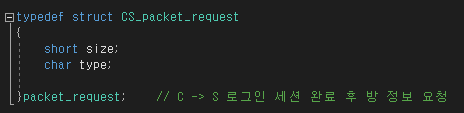 typedef struct CS_packet_request
{
short size;
char type;
}packet_request; // C -> S 로그인 세션 완료 후 방 정보 요청